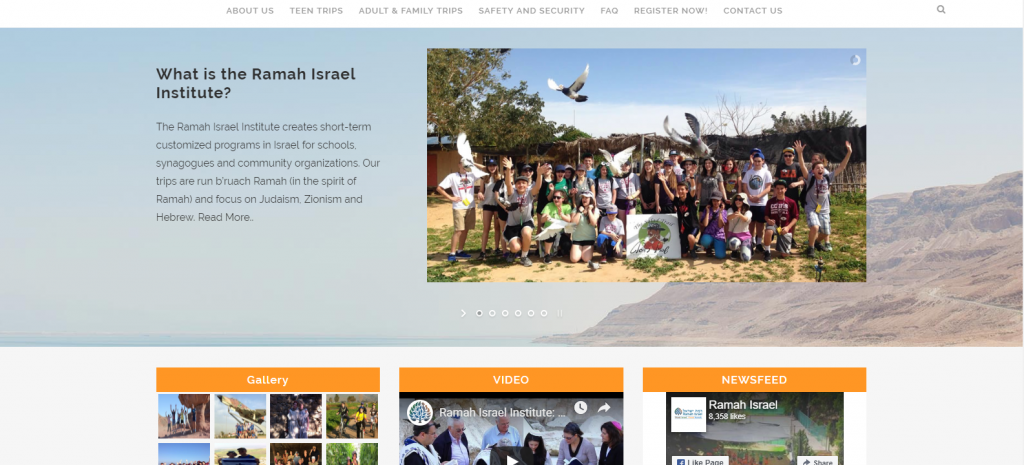 ABOUT US TEEN TRIPS ADULT & FAMILY TRIPS SAFETY AND SECURITY FAQ REGISTER NOW! CONTACT US
What is the Ramah Israel
Institute?
The Ramah Israel Institute creates short-term
customized programs in Israel for schools,
synagogues and community organizations. Our
trips are run b'ruach Ramah (in the spirit of
Ramah) and focus on Judaism, Zionism and
Hebrew. Read More..
Gallery
VIDEO
NEWSFEED
Ramah Israel Institute: ...
Ramah Israel
8,358 likes
Like Page
Share